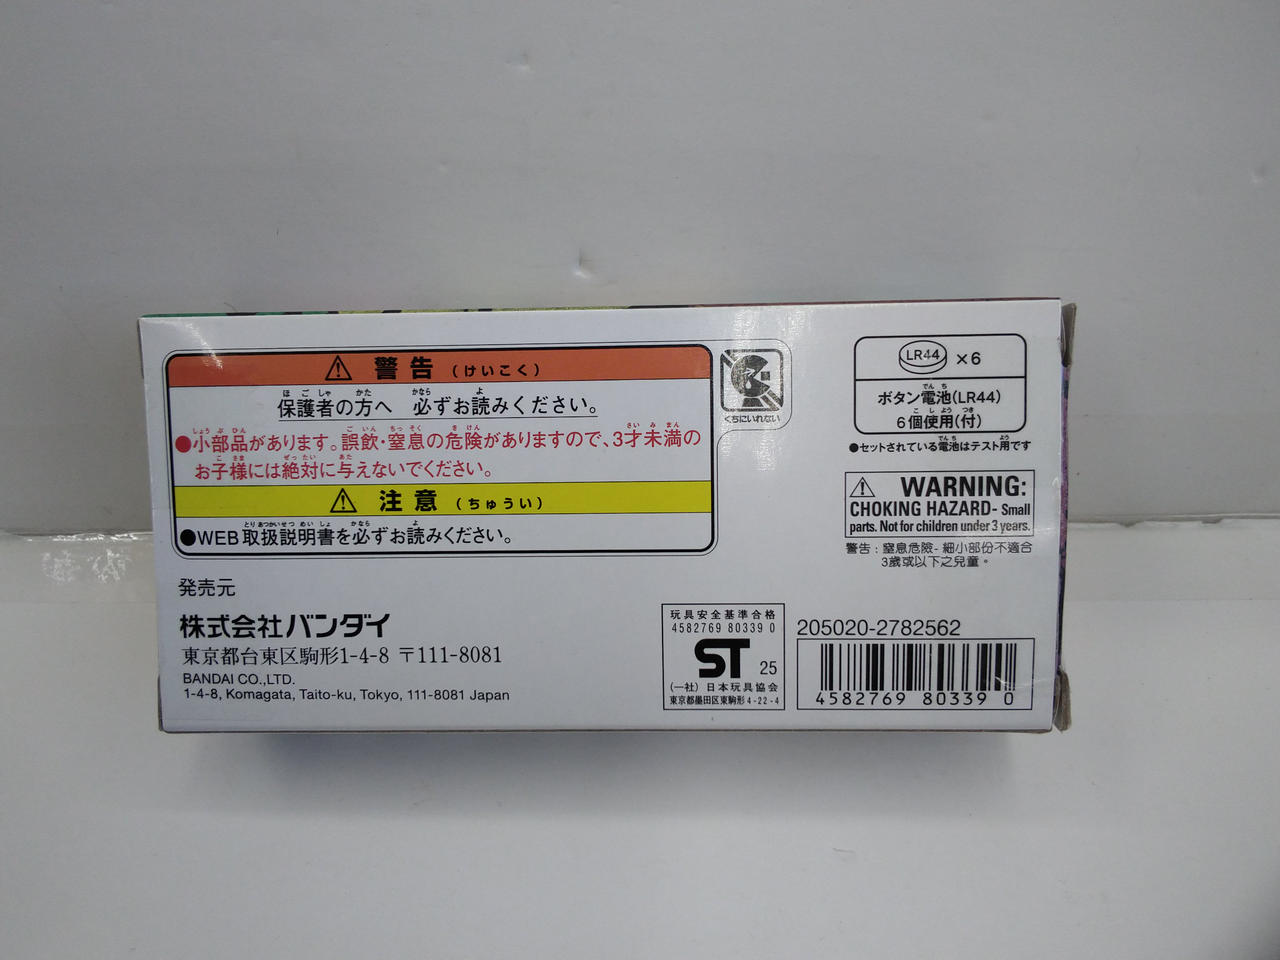 ⚠ 警告 (けいこく)
保護者の方へ 必ずお読みください。
●小部品があります。誤飲・窒息の危険がありますので、3才未満の
お子様には絶対に与えないでください。
⚠ 注意 (ちゅうい)
●WEB取扱説明書を必ずお読みください。
くちにいれない
LR44 ×6
ボタン電池(LR44)
6個使用(付)
●セットされている電池はテスト用です
⚠ WARNING:
CHOKING HAZARD- Small
parts. Not for children under 3 years.
警告：窒息危險- 細小部份不適合
3歲或以下之兒童。
発売元
株式会社バンダイ
東京都台東区駒形1-4-8 〒111-8081
BANDAI CO.,LTD.
1-4-8, Komagata, Taito-ku, Tokyo, 111-8081 Japan
玩具安全基準合格
4582769 80339 0
ST 25
(一社) 日本玩具協会
東京都墨田区東駒形4-22-4
205020-2782562
4582769 80339 0